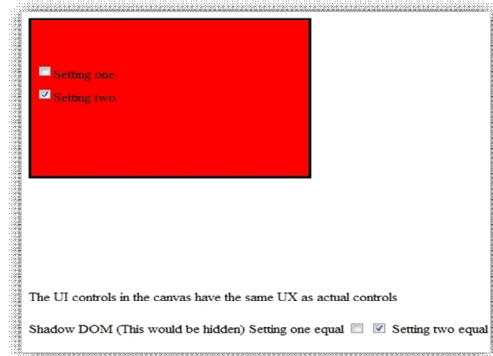 Setting one
Setting two
The UI controls in the canvas have the same UX as actual controls
Shadow DOM (This would be hidden) Setting one equal Setting two equal